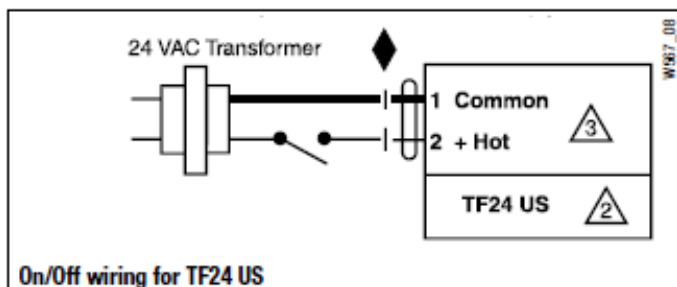 24 VAC Transformer
W567_08
1 Common
3
2 + Hot
TF24 US
2
On/Off wiring for TF24 US